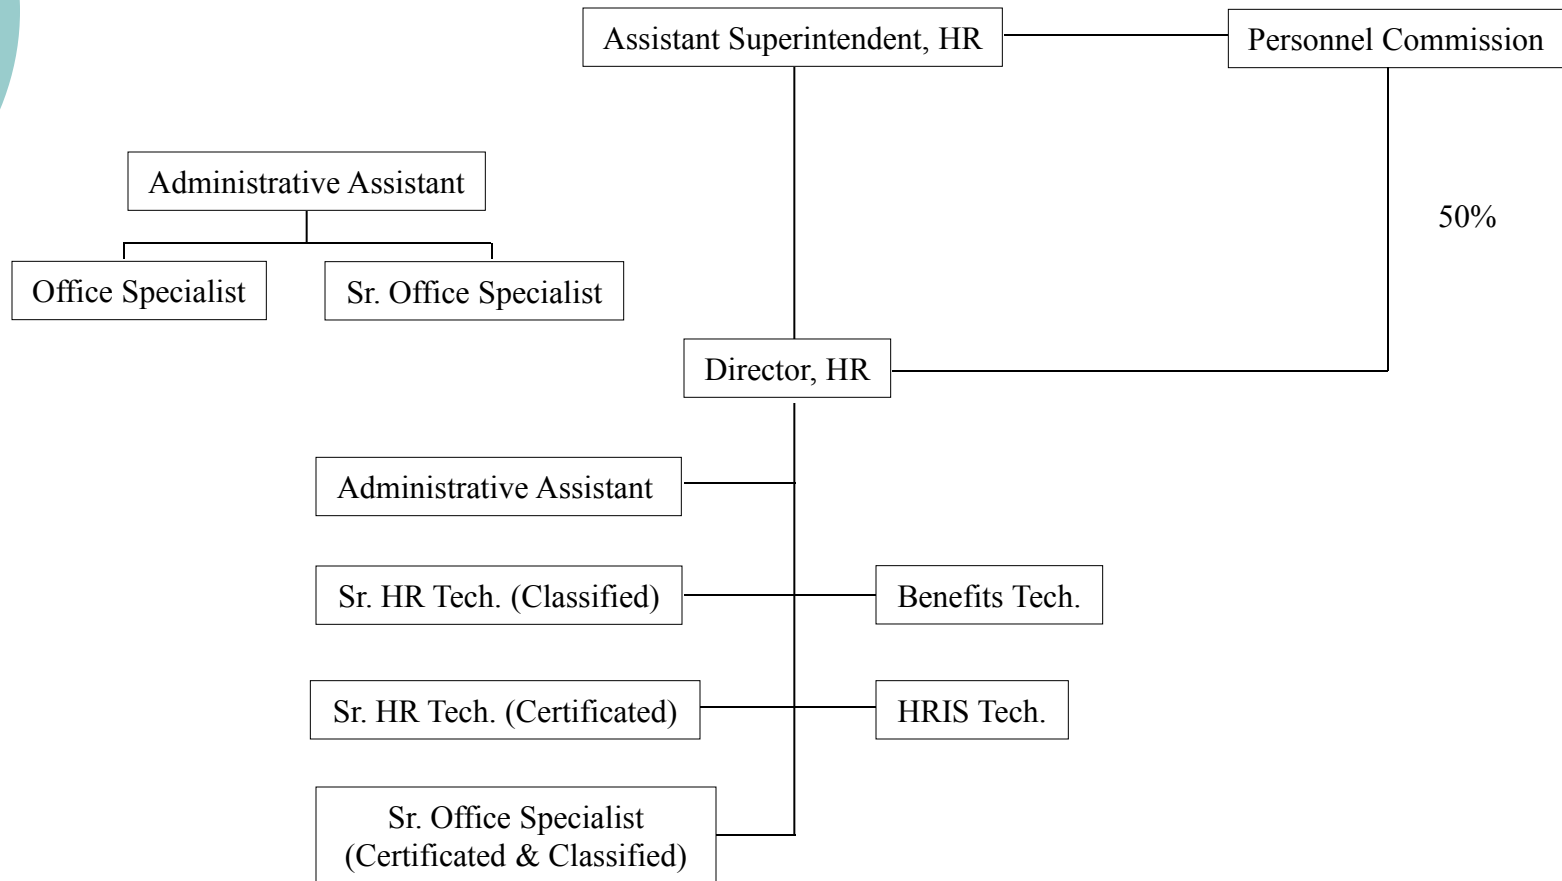 Assistant Superintendent, HR
Personnel Commission
Administrative Assistant
50%
Office Specialist
Sr. Office Specialist
Director, HR
Administrative Assistant
Sr. HR Tech. (Classified)
Benefits Tech.
Sr. HR Tech. (Certificated)
HRIS Tech.
Sr. Office Specialist
(Certificated & Classified)